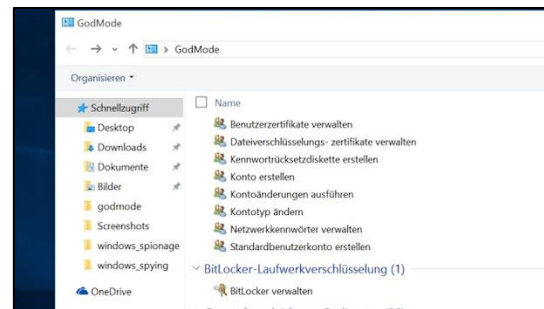 GodMode
GodMode
Organisieren
Schnellzugriff
Desktop
Downloads
Dokumente
Bilder
godmode
Screenshots
windows_spionage
windows_spying
OneDrive
Name
Benutzerzertifikate verwalten
Dateiverschlüsselungs- zertifikate verwalten
Kennwortrücksetzdiskette erstellen
Konto erstellen
Kontoänderungen ausführen
Kontotyp ändern
Netzwerkkennwörter verwalten
Standardbenutzerkonto erstellen
BitLocker-Laufwerkverschlüsselung (1)
BitLocker verwalten